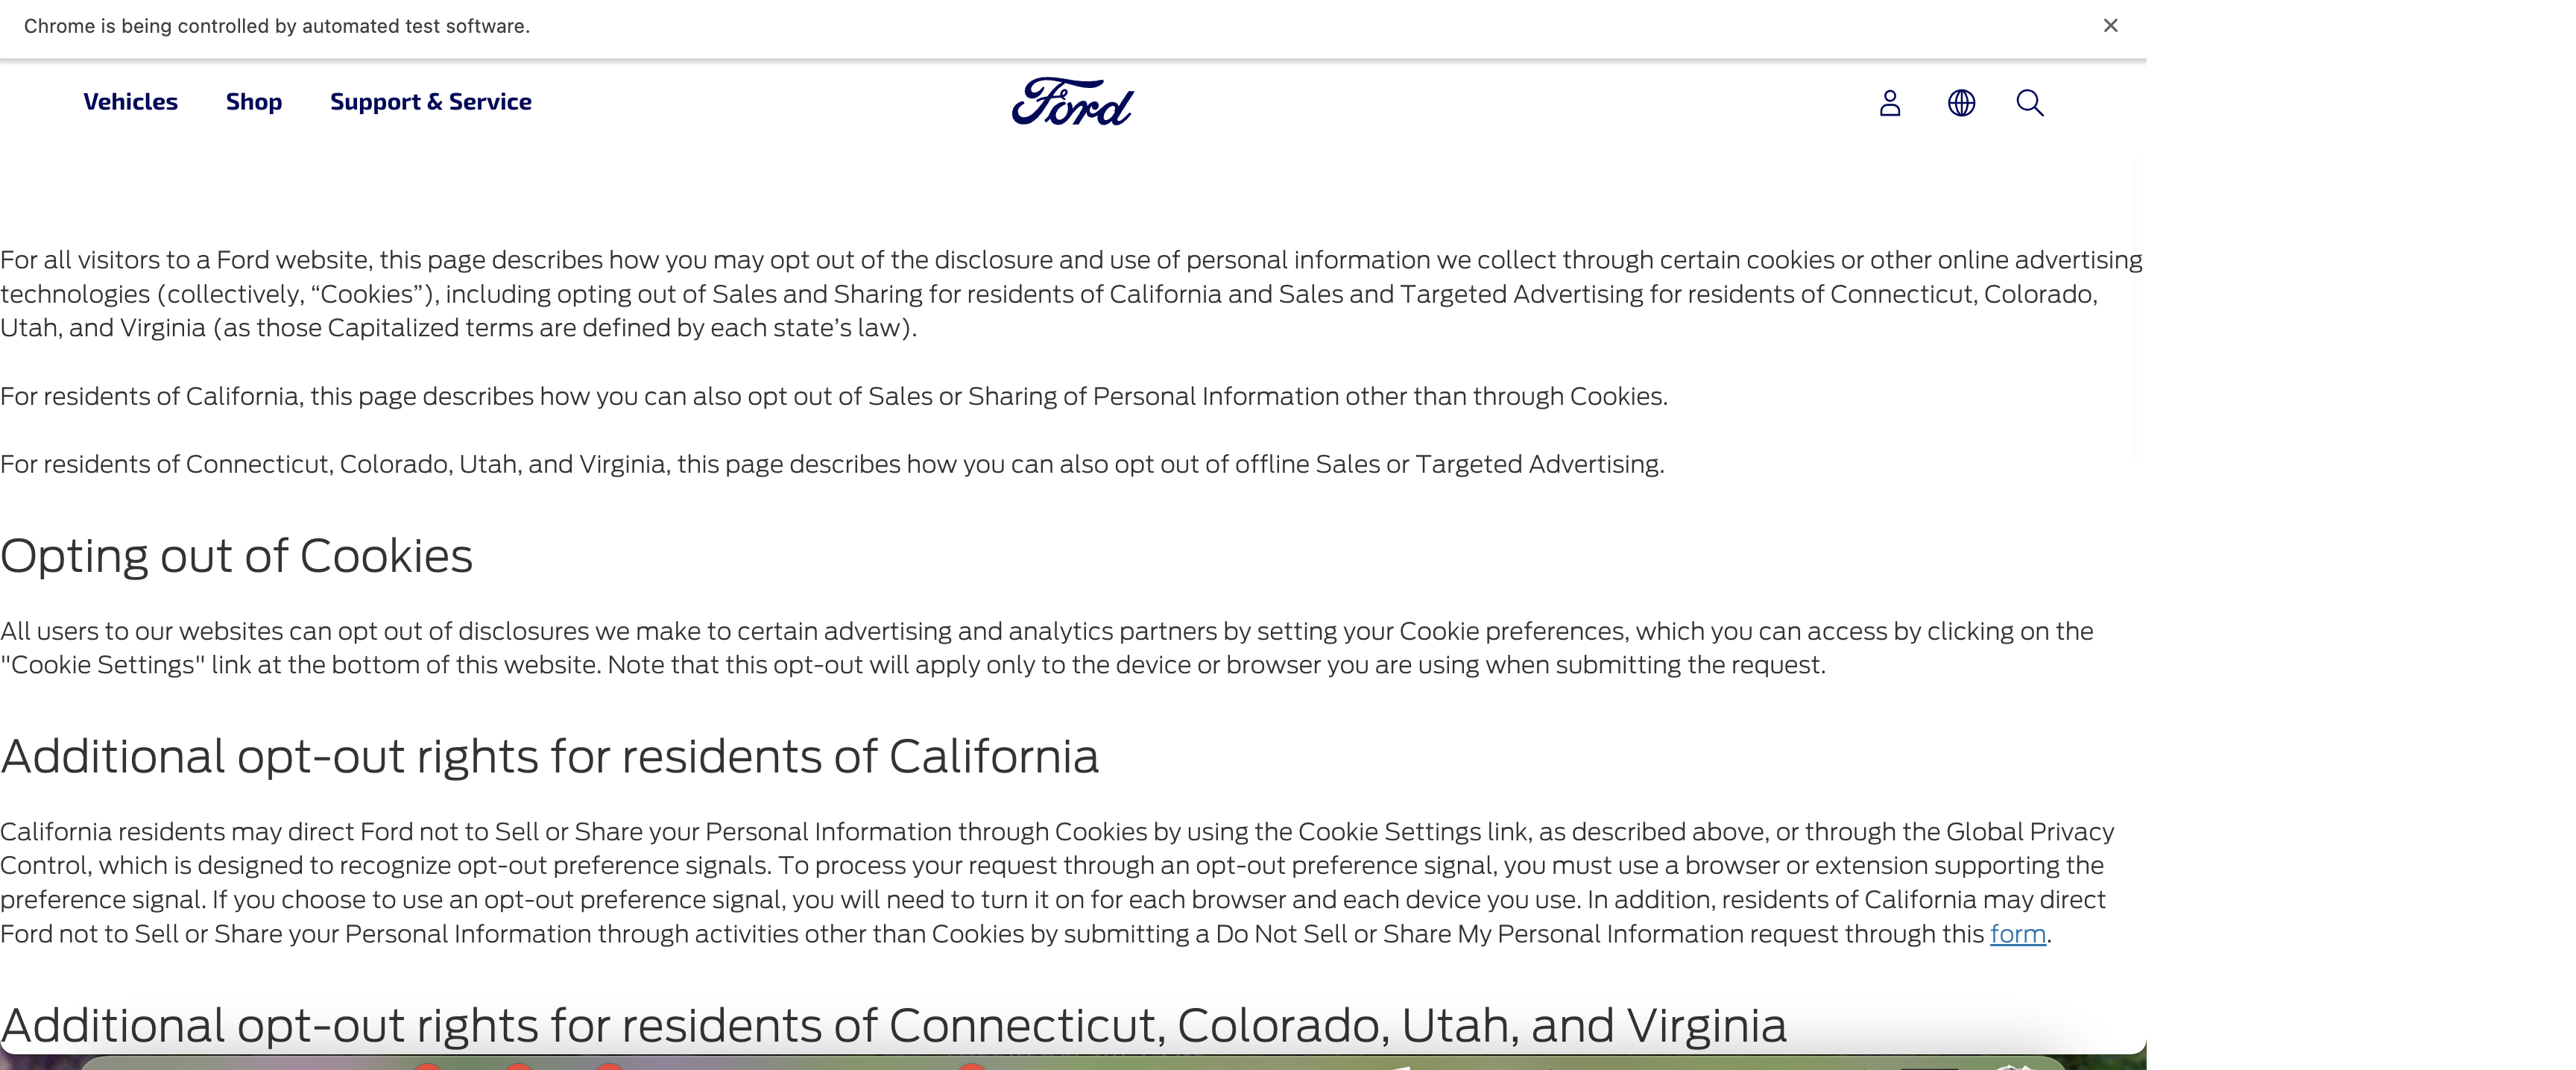 Chrome is being controlled by automated test software.
Vehicles Shop Support & Service Ford
For all visitors to a Ford website, this page describes how you may opt out of the disclosure and use of personal information we collect through certain cookies or other online advertising
technologies (collectively, “Cookies”), including opting out of Sales and Sharing for residents of California and Sales and Targeted Advertising for residents of Connecticut, Colorado,
Utah, and Virginia (as those Capitalized terms are defined by each state’s law).
For residents of California, this page describes how you can also opt out of Sales or Sharing of Personal Information other than through Cookies.
For residents of Connecticut, Colorado, Utah, and Virginia, this page describes how you can also opt out of offline Sales or Targeted Advertising.
Opting out of Cookies
All users to our websites can opt out of disclosures we make to certain advertising and analytics partners by setting your Cookie preferences, which you can access by clicking on the
"Cookie Settings" link at the bottom of this website. Note that this opt-out will apply only to the device or browser you are using when submitting the request.
Additional opt-out rights for residents of California
California residents may direct Ford not to Sell or Share your Personal Information through Cookies by using the Cookie Settings link, as described above, or through the Global Privacy
Control, which is designed to recognize opt-out preference signals. To process your request through an opt-out preference signal, you must use a browser or extension supporting the
preference signal. If you choose to use an opt-out preference signal, you will need to turn it on for each browser and each device you use. In addition, residents of California may direct
Ford not to Sell or Share your Personal Information through activities other than Cookies by submitting a Do Not Sell or Share My Personal Information request through this form.
Additional opt-out rights for residents of Connecticut, Colorado, Utah, and Virginia